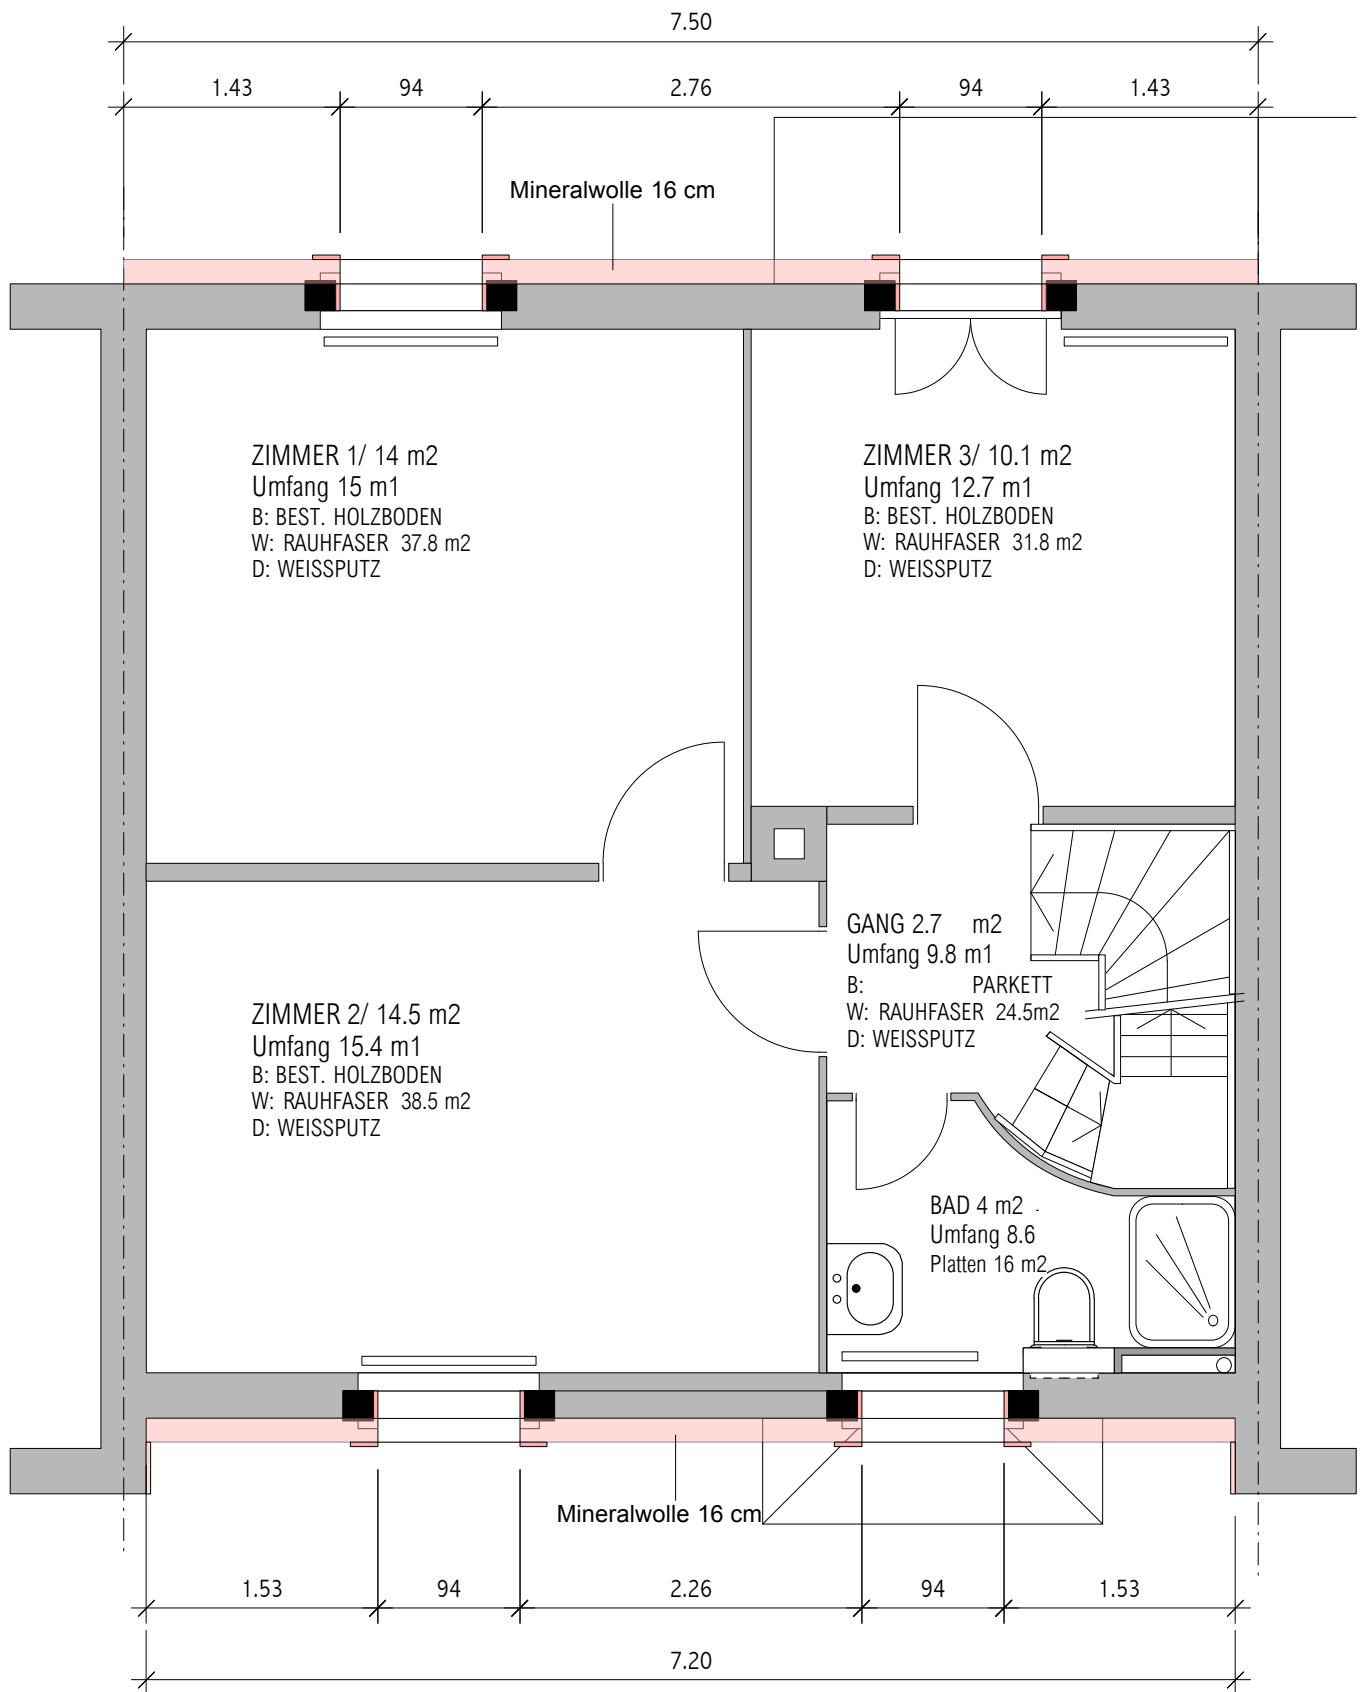 7.50
1.43 94 2.76 94 1.43
Mineralwolle 16 cm
ZIMMER 1/ 14 m2
Umfang 15 m1
B: BEST. HOLZBODEN
W: RAUHFASER 37.8 m2
D: WEISSPUTZ
ZIMMER 3/ 10.1 m2
Umfang 12.7 m1
B: BEST. HOLZBODEN
W: RAUHFASER 31.8 m2
D: WEISSPUTZ
GANG 2.7 m2
Umfang 9.8 m1
B: PARKETT
W: RAUHFASER 24.5m2
D: WEISSPUTZ
ZIMMER 2/ 14.5 m2
Umfang 15.4 m1
B: BEST. HOLZBODEN
W: RAUHFASER 38.5 m2
D: WEISSPUTZ
BAD 4 m2
Umfang 8.6
Platten 16 m2
Mineralwolle 16 cm
1.53 94 2.26 94 1.53
7.20